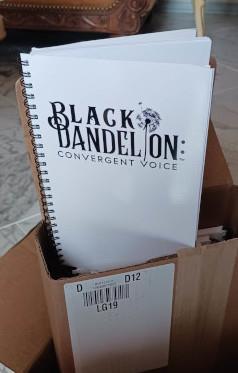 BLACK
DANDELION:
CONVERGENT VOICE
D D12
LG19